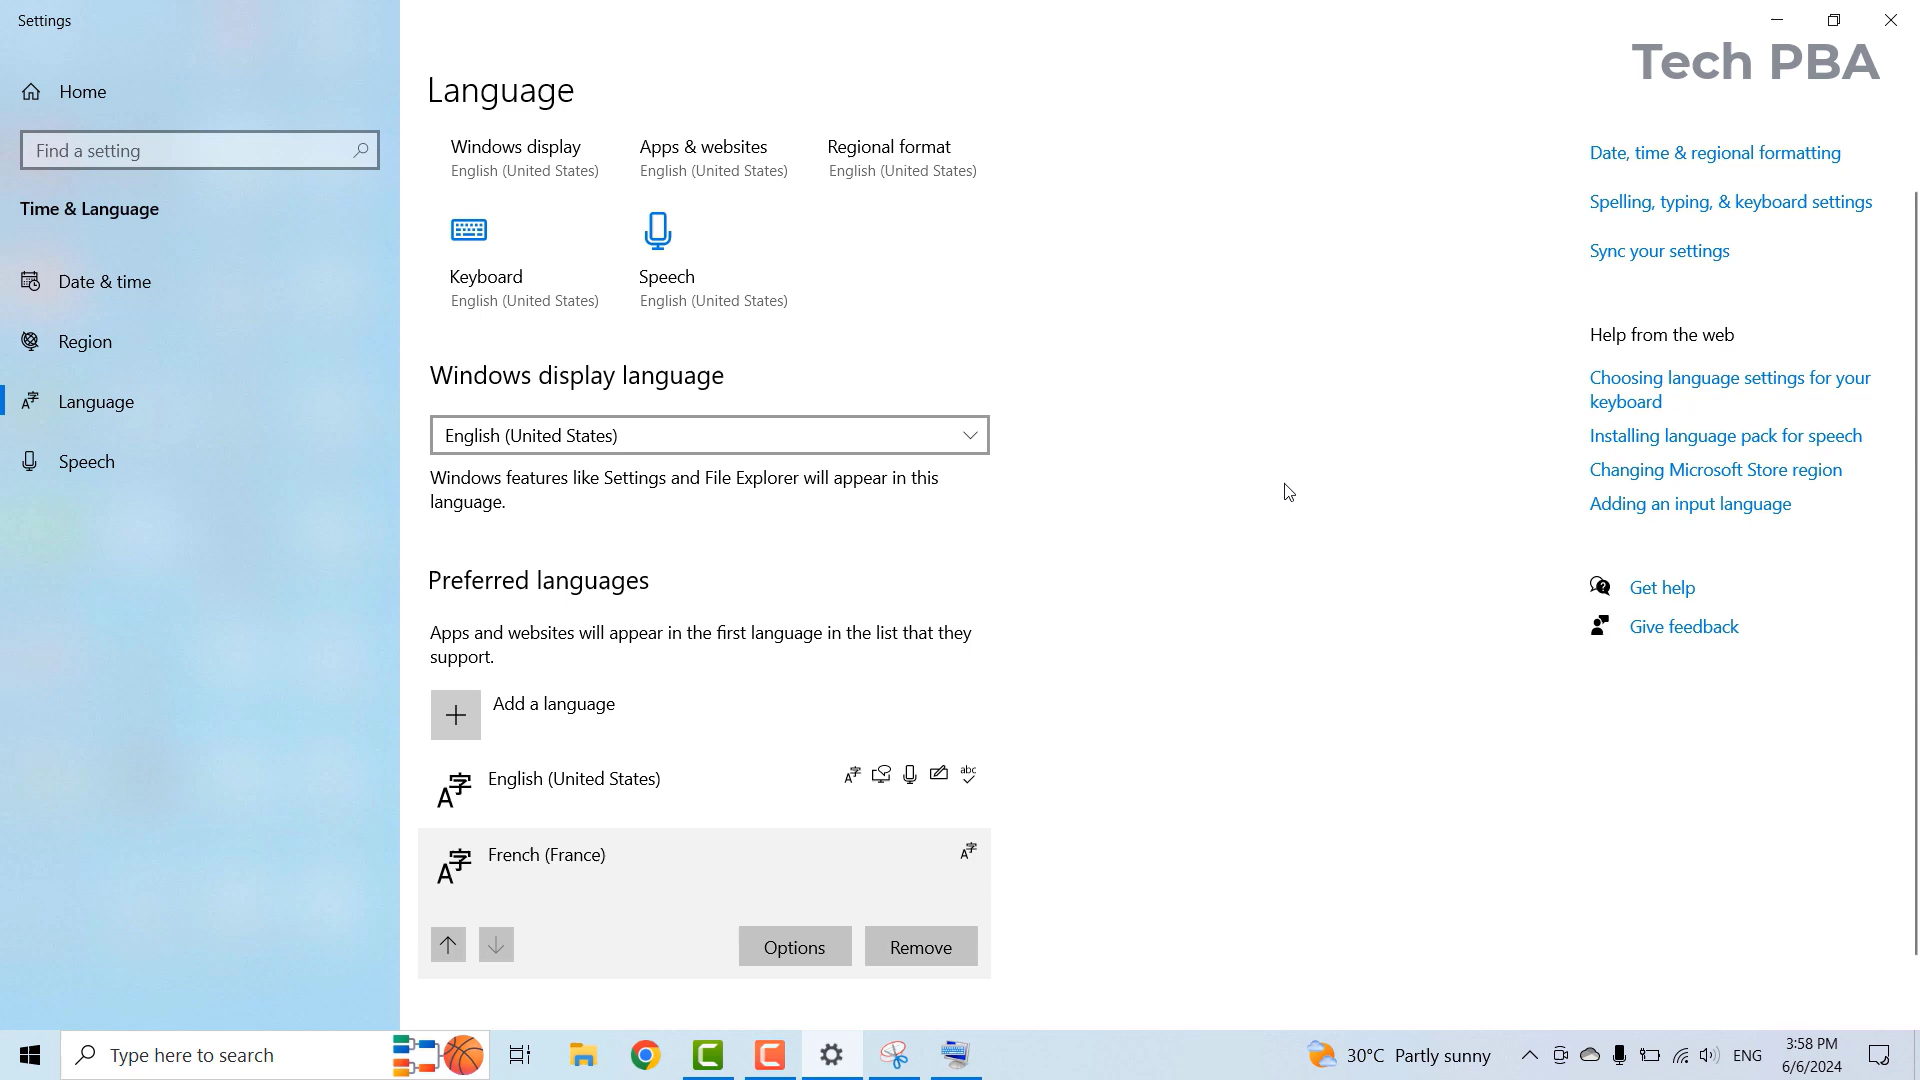 Settings
Tech PBA
Home
Find a setting
Time & Language
Date & time
Region
Language
Speech
Language
Windows display
English (United States)
Apps & websites
English (United States)
Regional format
English (United States)
Keyboard
English (United States)
Speech
English (United States)
Windows display language
English (United States)
Windows features like Settings and File Explorer will appear in this
language.
Preferred languages
Apps and websites will appear in the first language in the list that they
support.
Add a language
English (United States)
abc
French (France)
Options
Remove
Date, time & regional formatting
Spelling, typing, & keyboard settings
Sync your settings
Help from the web
Choosing language settings for your
keyboard
Installing language pack for speech
Changing Microsoft Store region
Adding an input language
Get help
Give feedback
Type here to search
30°C Partly sunny
ENG
3:58 PM
6/6/2024